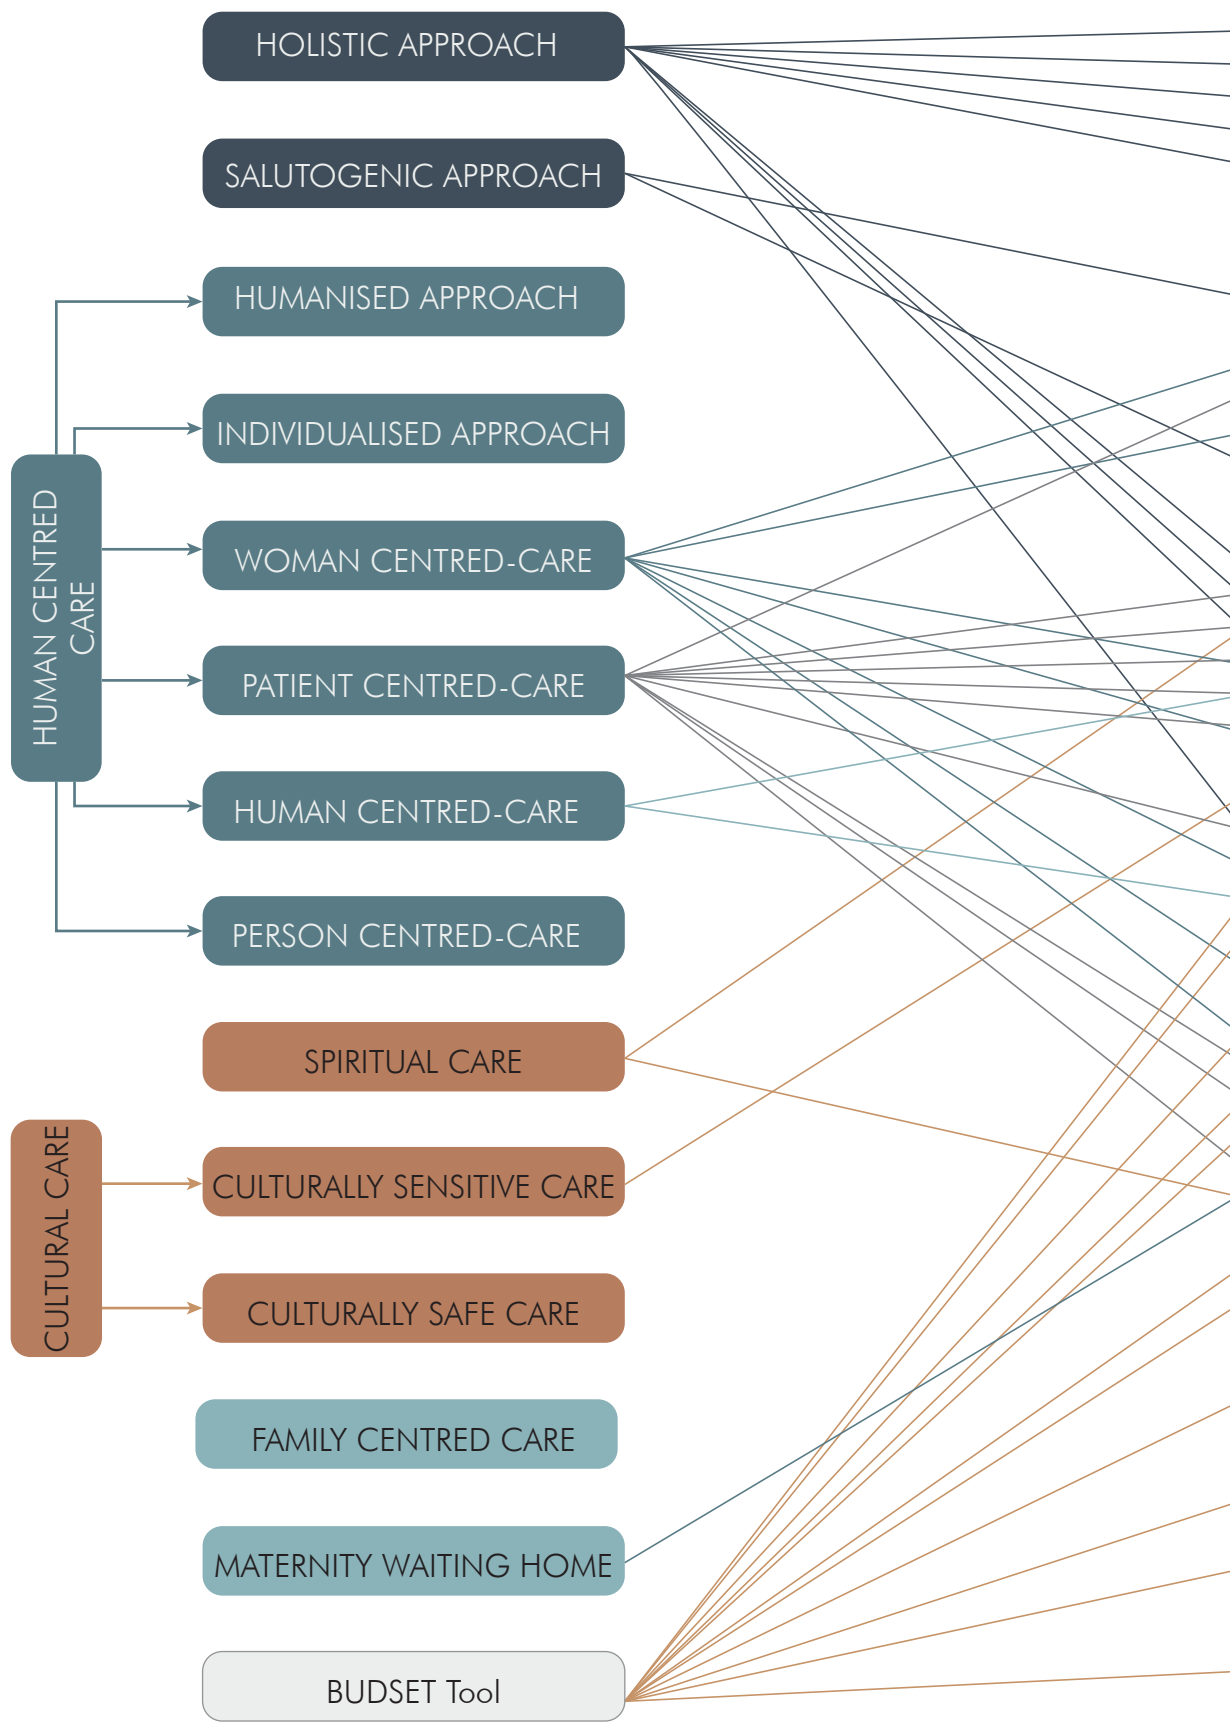 HOLISTIC APPROACH
SALUTOGENIC APPROACH
HUMANISED APPROACH
INDIVIDUALISED APPROACH
HUMAN CENTRED
CARE
WOMAN CENTRED-CARE
PATIENT CENTRED-CARE
HUMAN CENTRED-CARE
PERSON CENTRED-CARE
SPIRITUAL CARE
CULTURAL CARE
CULTURALLY SENSITIVE CARE
CULTURALLY SAFE CARE
FAMILY CENTRED CARE
MATERNITY WAITING HOME
BUDSET Tool